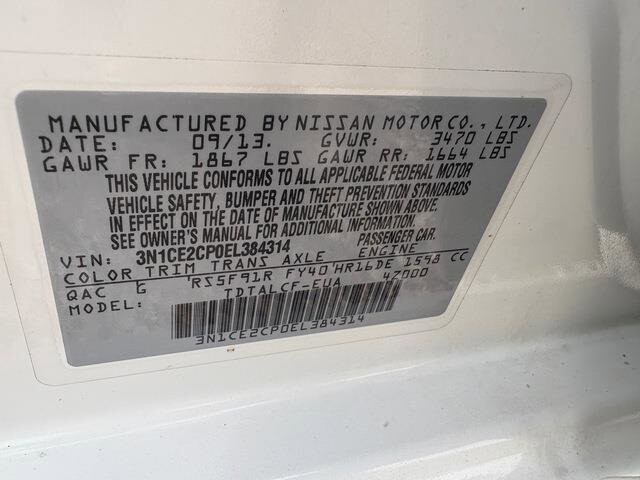 MANUFACTURED BY NISSAN MOTOR CO., LTD.
DATE: 09/13. GVWR: 3470 LBS
GAWR FR: 1867 LBS GAWR RR: 1664 LBS
THIS VEHICLE CONFORMS TO ALL APPLICABLE FEDERAL MOTOR
VEHICLE SAFETY, BUMPER AND THEFT PREVENTION STANDARDS
IN EFFECT ON THE DATE OF MANUFACTURE SHOWN ABOVE.
SEE OWNER'S MANUAL FOR ADDITIONAL INFORMATION.
VIN: 3N1CE2CP0EL384314 PASSENGER CAR.
COLOR TRIM TRANS AXLE ENGINE
QAC G RS5F91R FY40 HR16DE 1598 CC
TDTALCF-EUA 47000
3N1CE2CP0EL384314